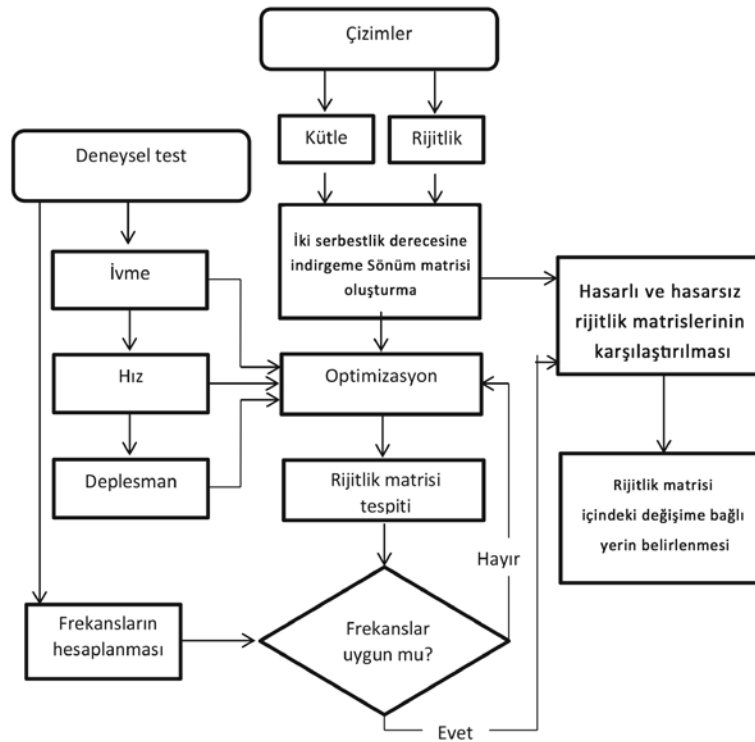 Çizimler
Kütle
Rijitlik
Deneysel test
İki serbestlik derecesine
indirgeme Sönüm matrisi
oluşturma
İvme
Hasarlı ve hasarsız
rijitlik matrislerinin
karşılaştırılması
Hız
Optimizasyon
Deplesman
Rijitlik matrisi
tespiti
Rijitlik matrisi
içindeki değişime bağlı
yerin belirlenmesi
Hayır
Frekansların
hesaplanması
Frekanslar
uygun mu?
Evet